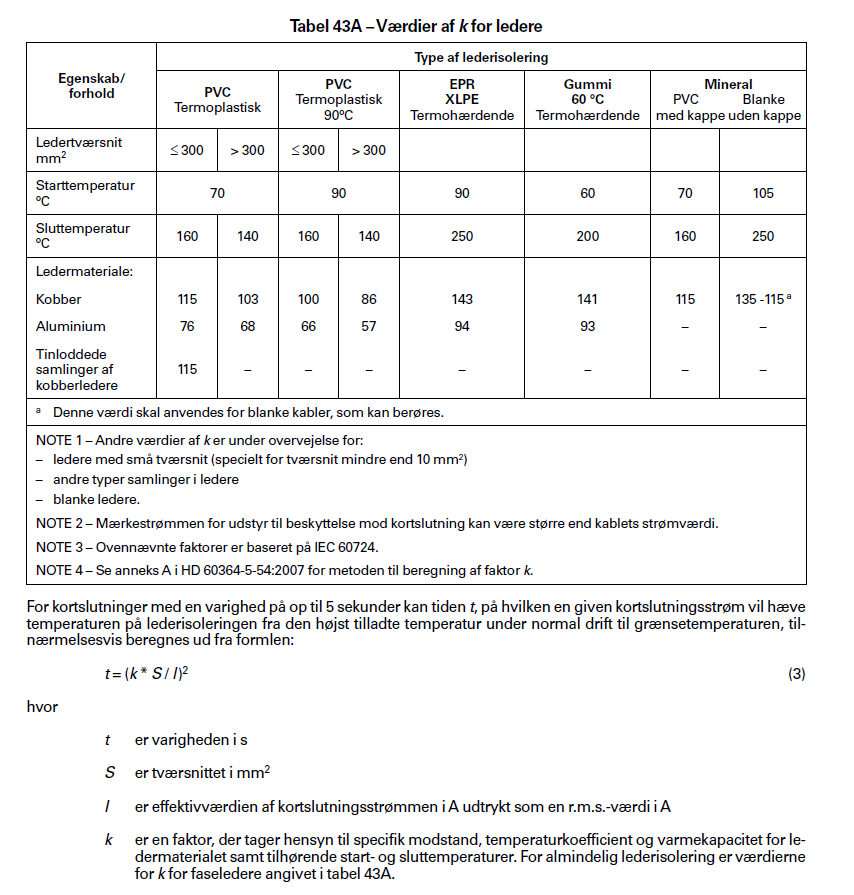 Tabel 43A – Værdier af k for ledere
Egenskab/
forhold
Type af lederisolering
PVC
Termoplastisk
PVC
Termoplastisk
90ºC
EPR
XLPE
Termohærdende
Gummi
60 ºC
Termohærdende
Mineral
PVC Blanke
med kappe uden kappe
Ledertværsnit
mm²
≤ 300 > 300 ≤ 300 > 300
Starttemperatur
ºC
70 90 90 60 70 105
Sluttemperatur
ºC
160 140 160 140 250 200 160 250
Ledermateriale:
Kobber 115 103 100 86 143 141 115 135 -115 ª
Aluminium 76 68 66 57 94 93 – –
Tinloddede
samlinger af
kobberledere
115 – – – – – – –
ª Denne værdi skal anvendes for blanke kabler, som kan berøres.
NOTE 1 – Andre værdier af k er under overvejelse for:
– ledere med små tværsnit (specielt for tværsnit mindre end 10 mm²)
– andre typer samlinger i ledere
– blanke ledere.
NOTE 2 – Mærkestrømmen for udstyr til beskyttelse mod kortslutning kan være større end kablets strømværdi.
NOTE 3 – Ovennævnte faktorer er baseret på IEC 60724.
NOTE 4 – Se anneks A i HD 60364-5-54:2007 for metoden til beregning af faktor k.
For kortslutninger med en varighed på op til 5 sekunder kan tiden t, på hvilken en given kortslutningsstrøm vil hæve
temperaturen på lederisoleringen fra den højst tilladte temperatur under normal drift til grænsetemperaturen, til-
nærmelsesvis beregnes ud fra formlen:
t = (k * S / I)² (3)
hvor
t er varigheden i s
S er tværsnittet i mm²
I er effektivværdien af kortslutningsstrømmen i A udtrykt som en r.m.s.-værdi i A
k er en faktor, der tager hensyn til specifik modstand, temperaturkoefficient og varmekapacitet for le-
dermaterialet samt tilhørende start- og sluttemperaturer. For almindelig lederisolering er værdierne
for k for faseledere angivet i tabel 43A.